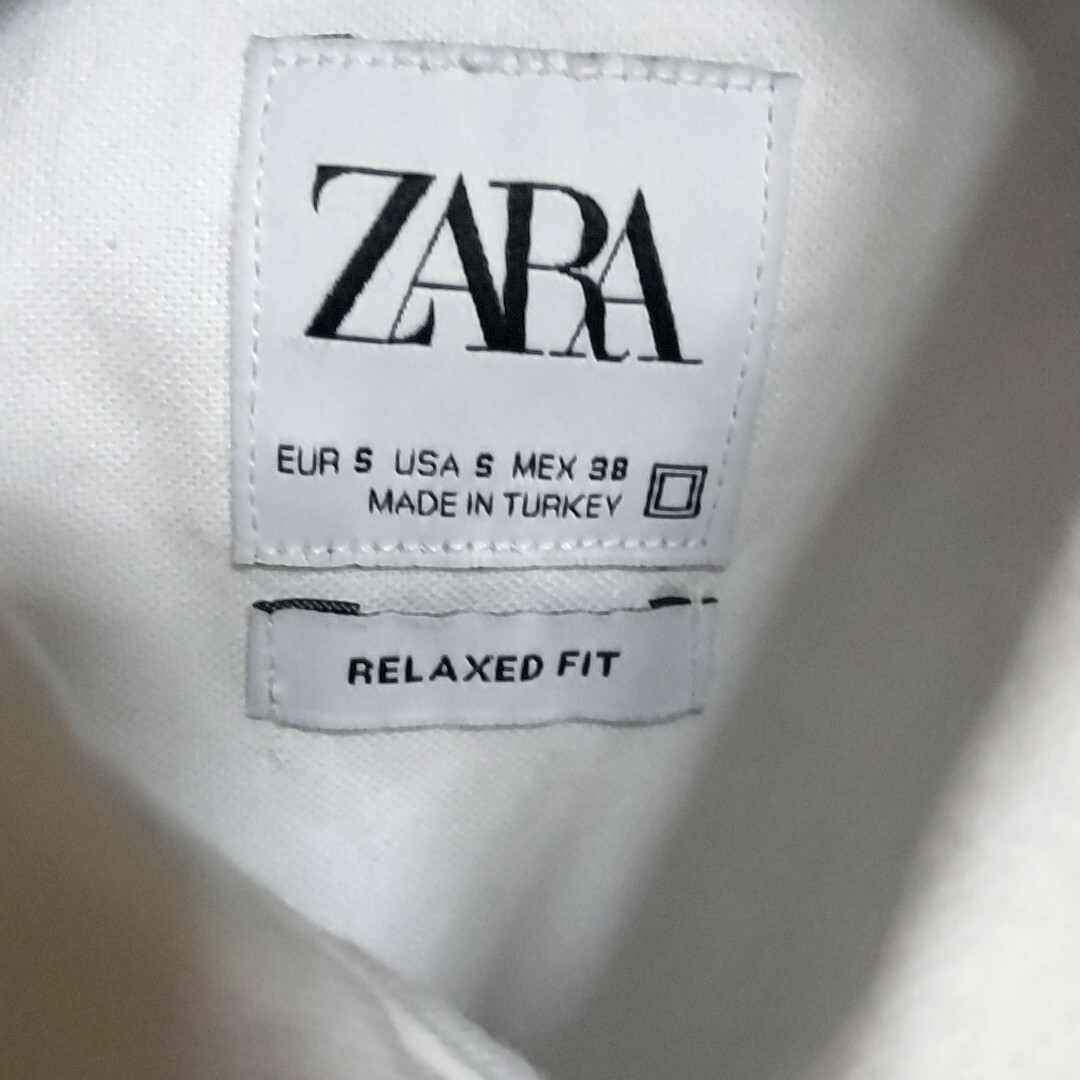 ZARA
EUR S USA S MEX 38
MADE IN TURKEY
RELAXED FIT